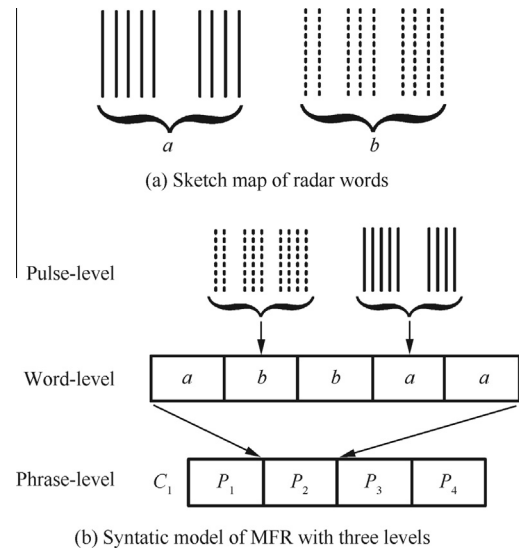 a b
(a) Sketch map of radar words
Pulse-level
Word-level a b b a a
Phrase-level C₁ P₁ P₂ P₃ P₄
(b) Syntatic model of MFR with three levels